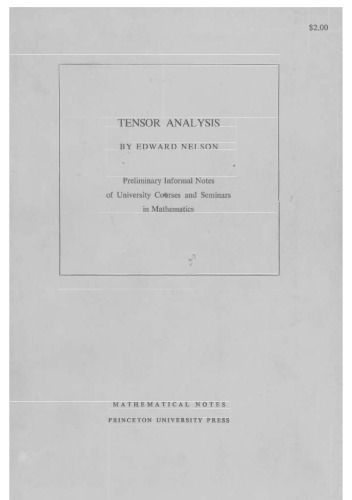 $2.00
TENSOR ANALYSIS
BY EDWARD NELSON
Preliminary Informal Notes
of University Courses and Seminars
in Mathematics
MATHEMATICAL NOTES
PRINCETON UNIVERSITY PRESS